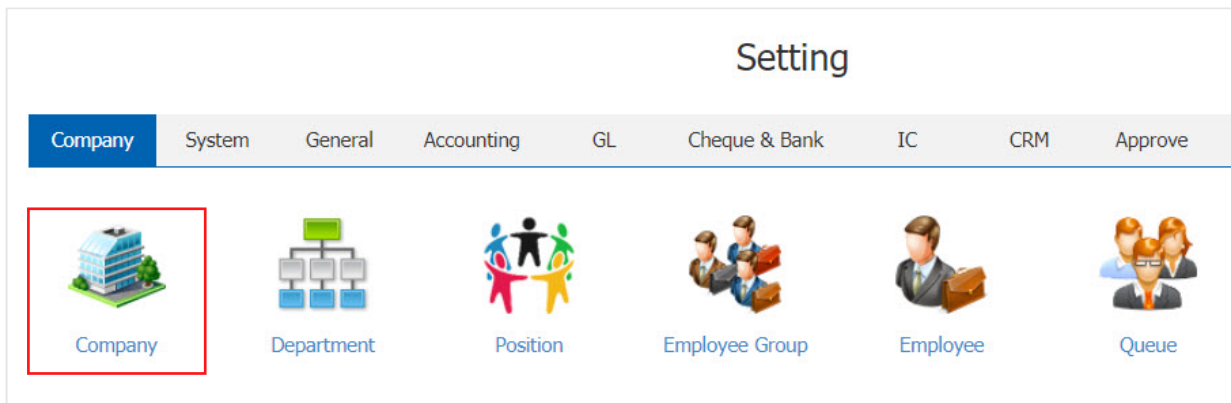 Setting
Company System General Accounting GL Cheque & Bank IC CRM Approve
Company Department Position Employee Group Employee Queue